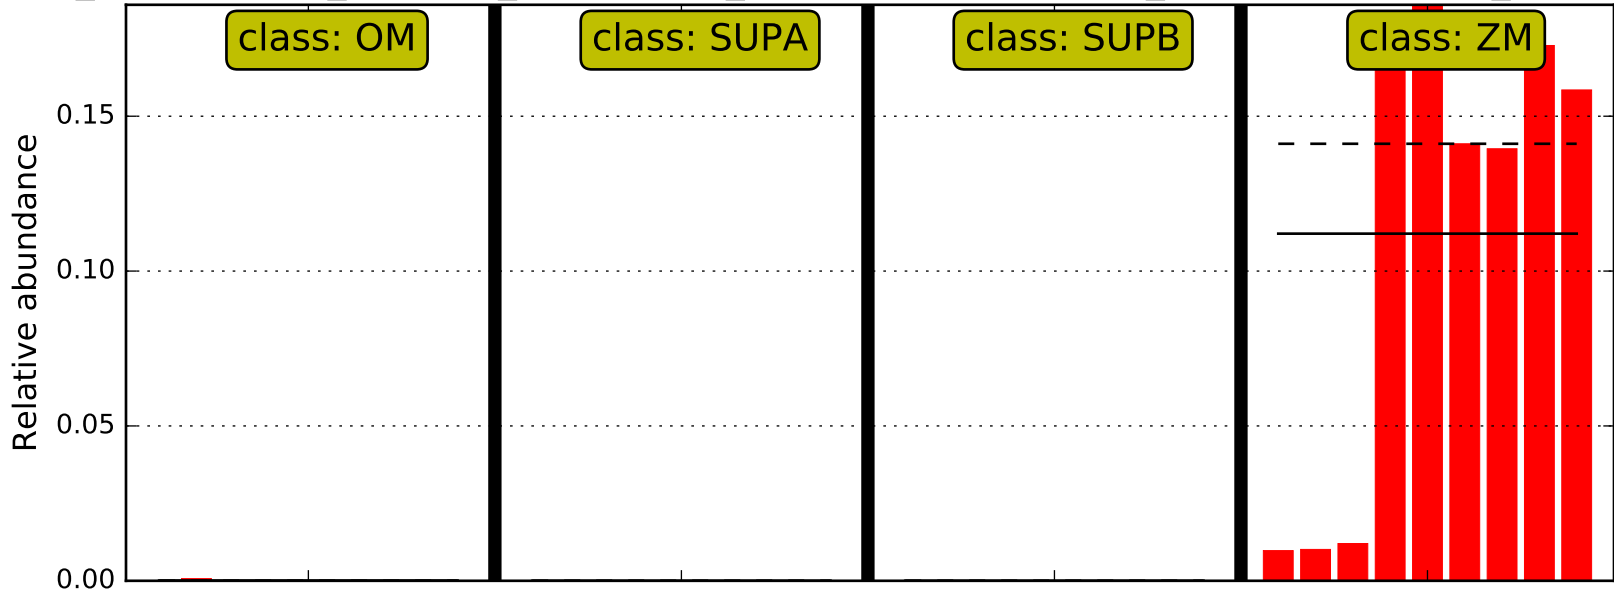 class: OM
class: SUPA
class: SUPB
class: ZM
Relative abundance
0.15
0.10
0.05
0.00